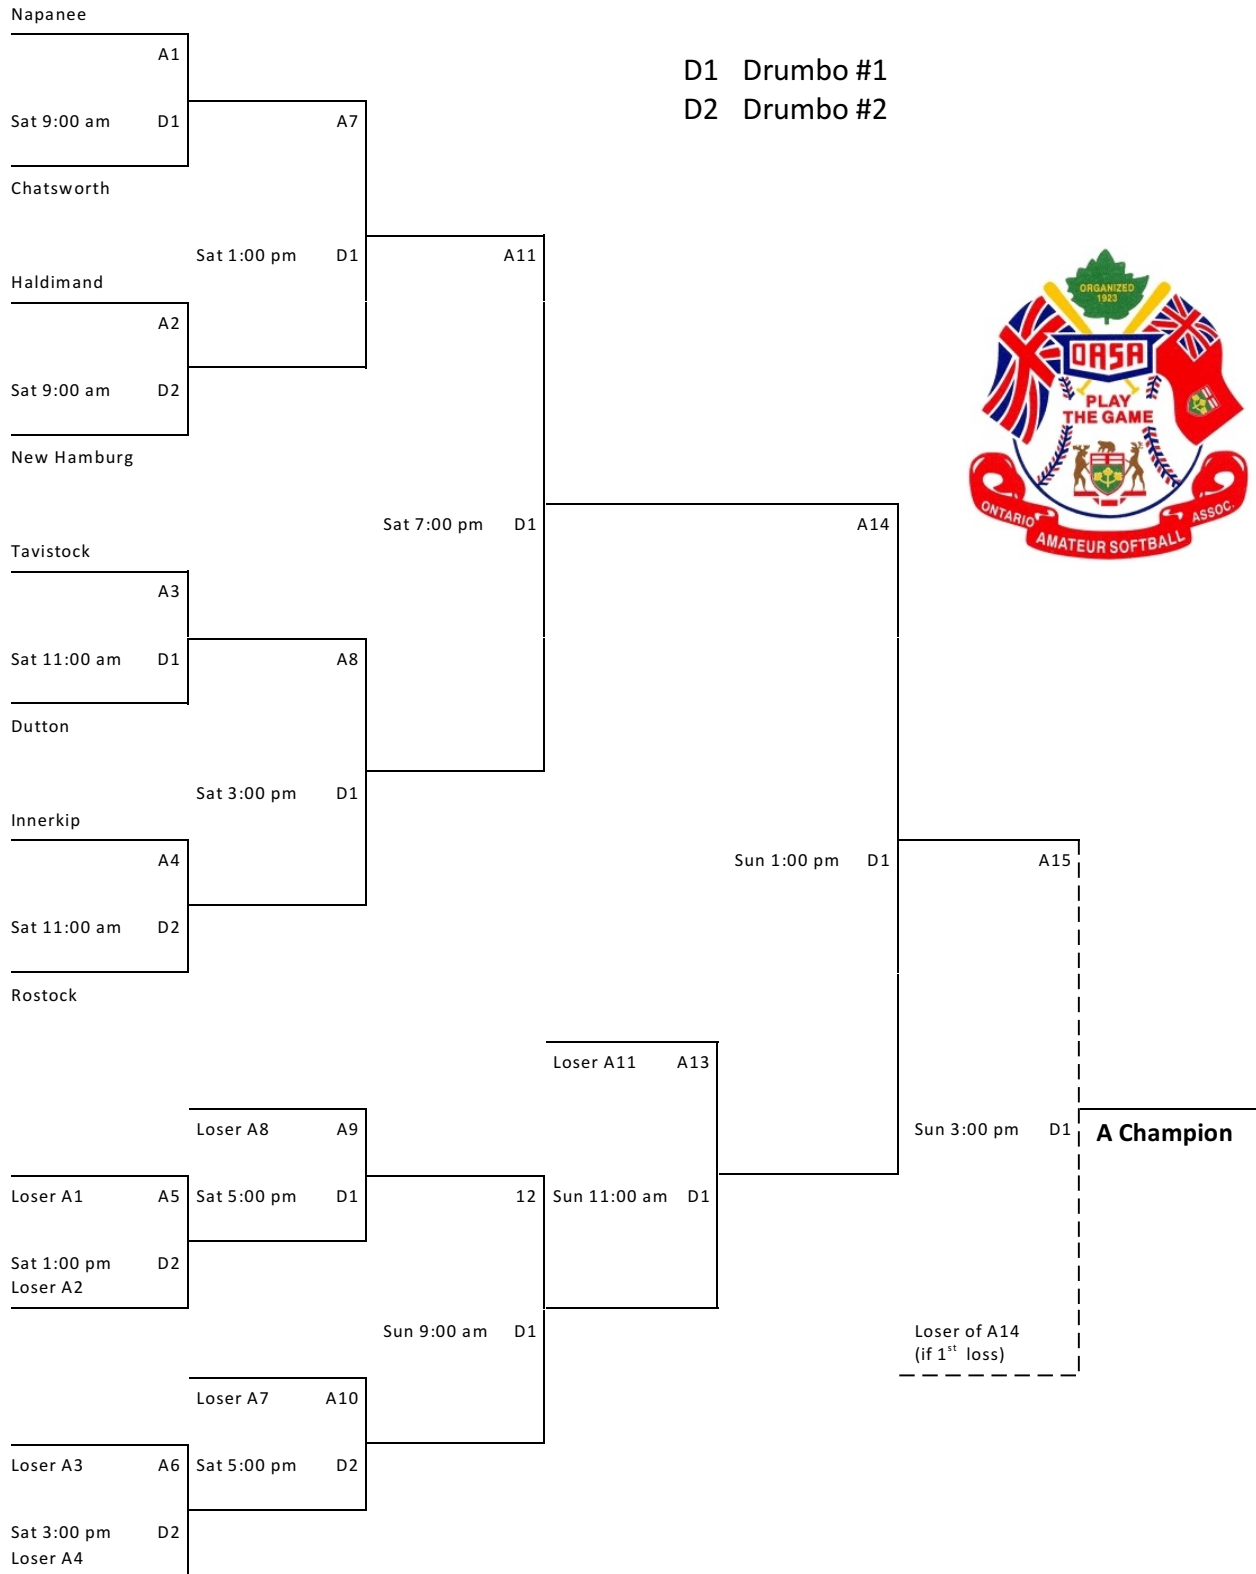 Napanee
A1
D1 Drumbo #1
D2 Drumbo #2
Sat 9:00 am D1
A7
Chatsworth
Sat 1:00 pm D1
A11
Haldimand
A2
Sat 9:00 am D2
New Hamburg
ORGANIZED
1923
OASA
PLAY
THE GAME
ONTARIO
AMATEUR SOFTBALL
ASSOC.
Sat 7:00 pm D1
A14
Tavistock
A3
Sat 11:00 am D1
A8
Dutton
Sat 3:00 pm D1
Innerkip
A4
Sun 1:00 pm D1
A15
Sat 11:00 am D2
Rostock
Loser A11 A13
Loser A8 A9
Sun 3:00 pm D1
A Champion
Loser A1 A5
Sat 5:00 pm D1
12
Sun 11:00 am D1
Sat 1:00 pm D2
Loser A2
Sun 9:00 am D1
Loser of A14
(if 1st loss)
Loser A7 A10
Loser A3 A6
Sat 5:00 pm D2
Sat 3:00 pm D2
Loser A4